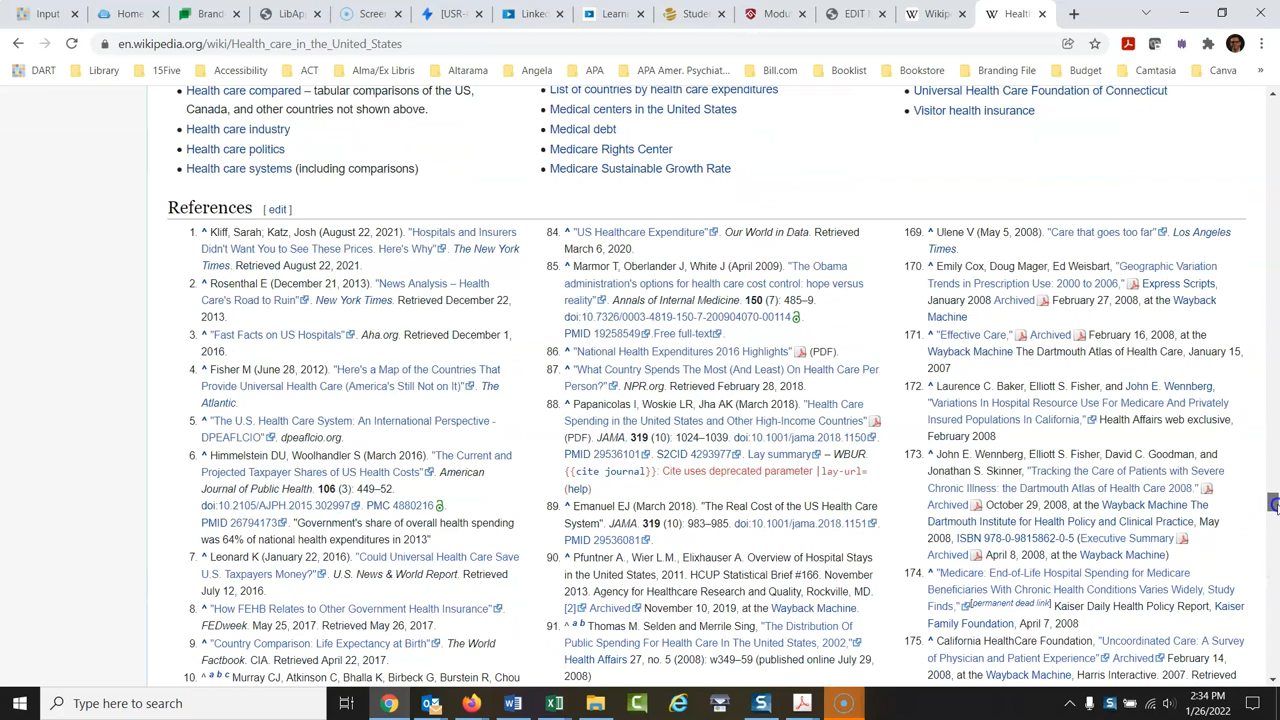 Input
Home
Brand
LibAp
Scree
[USR-
Linked
Learn
Stude
Modu
EDIT I
Wikip
Healt
en.wikipedia.org/wiki/Health_care_in_the_United_States
DART
Library
15Five
Accessibility
ACT
Alma/Ex Libris
Altarama
Angela
APA
APA Amer. Psychiat...
Bill.com
Booklist
Bookstore
Branding File
Budget
Camtasia
Canva
»
Health care compared – tabular comparisons of the US,
Canada, and other countries not shown above.
Health care industry
Health care politics
Health care systems (including comparisons)
List of countries by health care expenditures
Medical centers in the United States
Medical debt
Medicare Rights Center
Medicare Sustainable Growth Rate
Universal Health Care Foundation of Connecticut
Visitor health insurance
References [ edit ]
1. ^ Kliff, Sarah; Katz, Josh (August 22, 2021). "Hospitals and Insurers
Didn't Want You to See These Prices. Here's Why". The New York
Times. Retrieved August 22, 2021.
2. ^ Rosenthal E (December 21, 2013). "News Analysis – Health
Care's Road to Ruin". New York Times. Retrieved December 22,
2013.
3. ^ "Fast Facts on US Hospitals". Aha.org. Retrieved December 1,
2016.
4. ^ Fisher M (June 28, 2012). "Here's a Map of the Countries That
Provide Universal Health Care (America's Still Not on It)". The
Atlantic.
5. ^ "The U.S. Health Care System: An International Perspective -
DPEAFLCIO". dpeaflcio.org.
6. ^ Himmelstein DU, Woolhandler S (March 2016). "The Current and
Projected Taxpayer Shares of US Health Costs". American
Journal of Public Health. 106 (3): 449–52.
doi:10.2105/AJPH.2015.302997. PMC 4880216.
PMID 26794173. "Government's share of overall health spending
was 64% of national health expenditures in 2013"
7. ^ Leonard K (January 22, 2016). "Could Universal Health Care Save
U.S. Taxpayers Money?". U.S. News & World Report. Retrieved
July 12, 2016.
8. ^ "How FEHB Relates to Other Government Health Insurance".
FEDweek. May 25, 2017. Retrieved May 26, 2017.
9. ^ "Country Comparison: Life Expectancy at Birth". The World
Factbook. CIA. Retrieved April 22, 2017.
10. ^ a b c Murray CJ, Atkinson C, Bhalla K, Birbeck G, Burstein R, Chou
84. ^ "US Healthcare Expenditure". Our World in Data. Retrieved
March 6, 2020.
85. ^ Marmor T, Oberlander J, White J (April 2009). "The Obama
administration's options for health care cost control: hope versus
reality". Annals of Internal Medicine. 150 (7): 485–9.
doi:10.7326/0003-4819-150-7-200904070-00114.
PMID 19258549. Free full-text.
86. ^ "National Health Expenditures 2016 Highlights" (PDF).
87. ^ "What Country Spends The Most (And Least) On Health Care Per
Person?". NPR.org. Retrieved February 28, 2018.
88. ^ Papanicolas I, Woskie LR, Jha AK (March 2018). "Health Care
Spending in the United States and Other High-Income Countries"
(PDF). JAMA. 319 (10): 1024–1039. doi:10.1001/jama.2018.1150.
PMID 29536101. S2CID 4293977. Lay summary – WBUR.
{{cite journal}}: Cite uses deprecated parameter |lay-url=
(help)
89. ^ Emanuel EJ (March 2018). "The Real Cost of the US Health Care
System". JAMA. 319 (10): 983–985. doi:10.1001/jama.2018.1151.
PMID 29536081.
90. ^ Pfuntner A., Wier L.M., Elixhauser A. Overview of Hospital Stays
in the United States, 2011. HCUP Statistical Brief #166. November
2013. Agency for Healthcare Research and Quality, Rockville, MD.
[2] Archived November 10, 2019, at the Wayback Machine.
91. ^ a b Thomas M. Selden and Merrile Sing, "The Distribution Of
Public Spending For Health Care In The United States, 2002,"
Health Affairs 27, no. 5 (2008): w349–59 (published online July 29,
2008)
169. ^ Ulene V (May 5, 2008). "Care that goes too far". Los Angeles
Times.
170. ^ Emily Cox, Doug Mager, Ed Weisbart, "Geographic Variation
Trends in Prescription Use: 2000 to 2006," Express Scripts,
January 2008 Archived February 27, 2008, at the Wayback
Machine
171. ^ "Effective Care," Archived February 16, 2008, at the
Wayback Machine The Dartmouth Atlas of Health Care, January 15,
2007
172. ^ Laurence C. Baker, Elliott S. Fisher, and John E. Wennberg,
"Variations In Hospital Resource Use For Medicare And Privately
Insured Populations In California," Health Affairs web exclusive,
February 2008
173. ^ John E. Wennberg, Elliott S. Fisher, David C. Goodman, and
Jonathan S. Skinner, "Tracking the Care of Patients with Severe
Chronic Illness: the Dartmouth Atlas of Health Care 2008."
Archived October 29, 2008, at the Wayback Machine The
Dartmouth Institute for Health Policy and Clinical Practice, May
2008, ISBN 978-0-9815862-0-5 (Executive Summary
Archived April 8, 2008, at the Wayback Machine)
174. ^ "Medicare: End-of-Life Hospital Spending for Medicare
Beneficiaries With Chronic Health Conditions Varies Widely, Study
Finds,"[permanent dead link] Kaiser Daily Health Policy Report, Kaiser
Family Foundation, April 7, 2008
175. ^ California HealthCare Foundation, "Uncoordinated Care: A Survey
of Physician and Patient Experience" Archived February 14,
2008, at the Wayback Machine, Harris Interactive. 2007. Retrieved
Type here to search
2:34 PM
1/26/2022